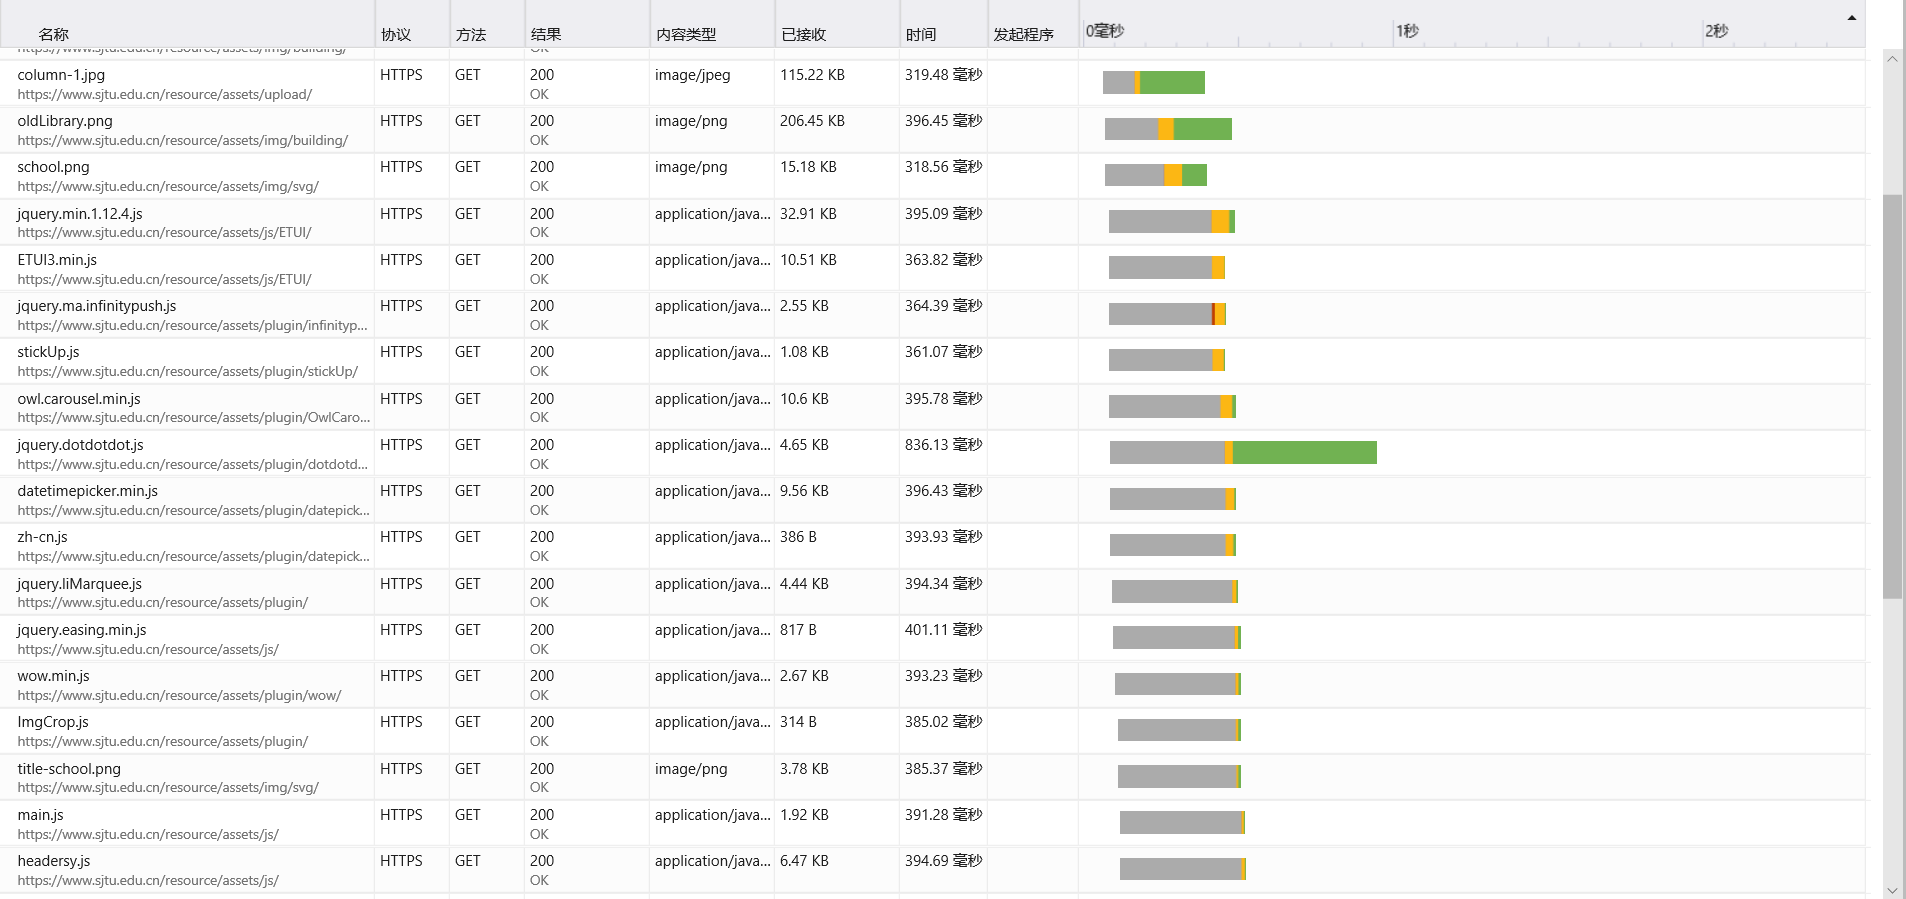 名称 协议 方法 结果 内容类型 已接收 时间 发起程序 0毫秒 1秒 2秒
https://www.sjtu.edu.cn/resource/assets/img/building/ OK
column-1.jpg HTTPS GET 200 image/jpeg 115.22 KB 319.48 毫秒
https://www.sjtu.edu.cn/resource/assets/upload/ OK
oldLibrary.png HTTPS GET 200 image/png 206.45 KB 396.45 毫秒
https://www.sjtu.edu.cn/resource/assets/img/building/ OK
school.png HTTPS GET 200 image/png 15.18 KB 318.56 毫秒
https://www.sjtu.edu.cn/resource/assets/img/svg/ OK
jquery.min.1.12.4.js HTTPS GET 200 application/java... 32.91 KB 395.09 毫秒
https://www.sjtu.edu.cn/resource/assets/js/ETUI/ OK
ETUI3.min.js HTTPS GET 200 application/java... 10.51 KB 363.82 毫秒
https://www.sjtu.edu.cn/resource/assets/js/ETUI/ OK
jquery.ma.infinitypush.js HTTPS GET 200 application/java... 2.55 KB 364.39 毫秒
https://www.sjtu.edu.cn/resource/assets/plugin/infinityp... OK
stickUp.js HTTPS GET 200 application/java... 1.08 KB 361.07 毫秒
https://www.sjtu.edu.cn/resource/assets/plugin/stickUp/ OK
owl.carousel.min.js HTTPS GET 200 application/java... 10.6 KB 395.78 毫秒
https://www.sjtu.edu.cn/resource/assets/plugin/OwlCaro... OK
jquery.dotdotdot.js HTTPS GET 200 application/java... 4.65 KB 836.13 毫秒
https://www.sjtu.edu.cn/resource/assets/plugin/dotdotd... OK
datetimepicker.min.js HTTPS GET 200 application/java... 9.56 KB 396.43 毫秒
https://www.sjtu.edu.cn/resource/assets/plugin/datepick... OK
zh-cn.js HTTPS GET 200 application/java... 386 B 393.93 毫秒
https://www.sjtu.edu.cn/resource/assets/plugin/datepick... OK
jquery.liMarquee.js HTTPS GET 200 application/java... 4.44 KB 394.34 毫秒
https://www.sjtu.edu.cn/resource/assets/plugin/ OK
jquery.easing.min.js HTTPS GET 200 application/java... 817 B 401.11 毫秒
https://www.sjtu.edu.cn/resource/assets/js/ OK
wow.min.js HTTPS GET 200 application/java... 2.67 KB 393.23 毫秒
https://www.sjtu.edu.cn/resource/assets/plugin/wow/ OK
ImgCrop.js HTTPS GET 200 application/java... 314 B 385.02 毫秒
https://www.sjtu.edu.cn/resource/assets/plugin/ OK
title-school.png HTTPS GET 200 image/png 3.78 KB 385.37 毫秒
https://www.sjtu.edu.cn/resource/assets/img/svg/ OK
main.js HTTPS GET 200 application/java... 1.92 KB 391.28 毫秒
https://www.sjtu.edu.cn/resource/assets/js/ OK
headersy.js HTTPS GET 200 application/java... 6.47 KB 394.69 毫秒
https://www.sjtu.edu.cn/resource/assets/js/ OK